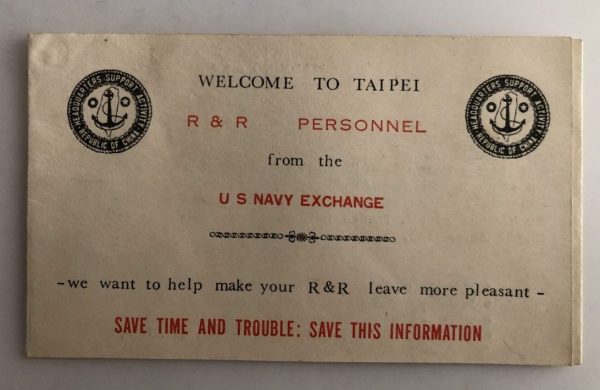 WELCOME TO TAIPEI
R & R PERSONNEL
from the
U S NAVY EXCHANGE
-we want to help make your R & R leave more pleasant -
SAVE TIME AND TROUBLE: SAVE THIS INFORMATION
HEADQUARTERS SUPPORT ACTIVITY
REPUBLIC OF CHINA
HEADQUARTERS SUPPORT ACTIVITY
REPUBLIC OF CHINA